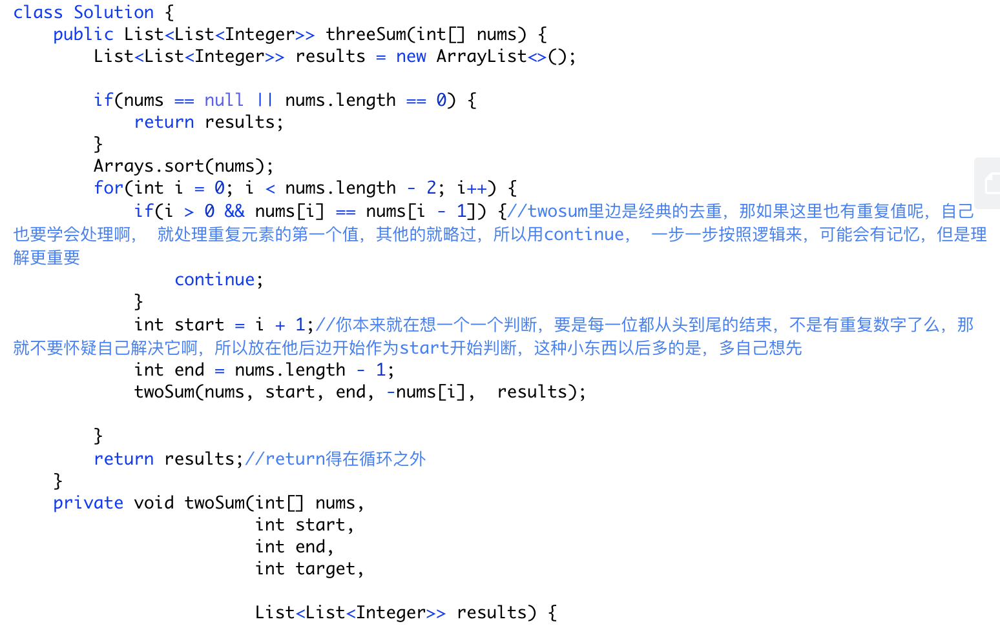 class Solution {
    public List<List<Integer>> threeSum(int[] nums) {
        List<List<Integer>> results = new ArrayList<>();
        if(nums == null || nums.length == 0) {
            return results;
        }
        Arrays.sort(nums);
        for(int i = 0; i < nums.length - 2; i++) {
            if(i > 0 && nums[i] == nums[i - 1]) {//twosum里边是经典的去重，那如果这里也有重复值呢，自己
也要学会处理啊， 就处理重复元素的第一个值，其他的就略过，所以用continue， 一步一步按照逻辑来，可能会有记忆，但是理
解更重要
                continue;
            }
            int start = i + 1;//你本来就在想一个一个判断，要是每一位都从头到尾的结束，不是有重复数字了么，那
就不要怀疑自己解决它啊，所以放在他后边开始作为start开始判断，这种小东西以后多的是，多自己想先
            int end = nums.length - 1;
            twoSum(nums, start, end, -nums[i],  results);
        }
        return results;//return得在循环之外
    }
    private void twoSum(int[] nums,
                        int start,
                        int end,
                        int target,
                        List<List<Integer>> results) {